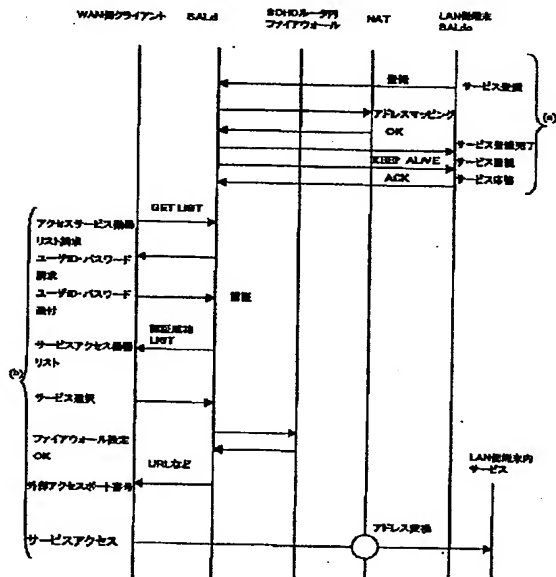 WAN側クライアント
SALd
SOHOルータ内
ファイアウォール
NAT
LAN側端末
SALdc
登録
サービス登録
アドレスマッピング
OK
サービス登録完了
KEEP ALIVE
サービス監視
ACK
サービス応答
(a)
GET LIST
アクセスサービス機器
リスト請求
ユーザID・パスワード
請求
ユーザID・パスワード
送付
認証
認証成功
LIST
サービスアクセス機器
リスト
(b)
サービス選択
ファイアウォール設定
OK
URLなど
外部アクセスポート番号
LAN側端末内
サービス
アドレス変換
サービスアクセス